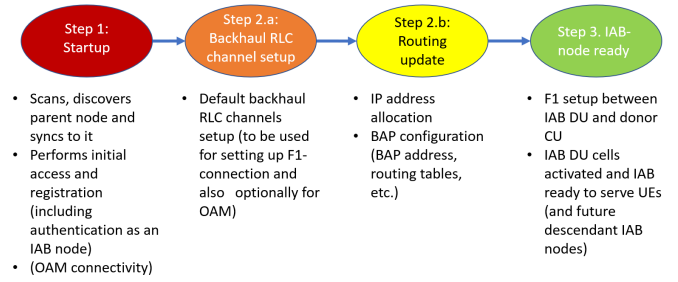 Step 1:
Startup
Step 2.a:
Backhaul RLC
channel setup
Step 2.b:
Routing
update
Step 3. IAB-
node ready
• Scans, discovers
parent node and
syncs to it
• Performs initial
access and
registration
(including
authentication as an
IAB node)
• (OAM connectivity)
• Default backhaul
RLC channels
setup (to be used
for setting up F1-
connection and
also optionally for
OAM)
• IP address
allocation
• BAP configuration
(BAP address,
routing tables,
etc.)
• F1 setup between
IAB DU and donor
CU
• IAB DU cells
activated and IAB
ready to serve UEs
(and future
descendant IAB
nodes)